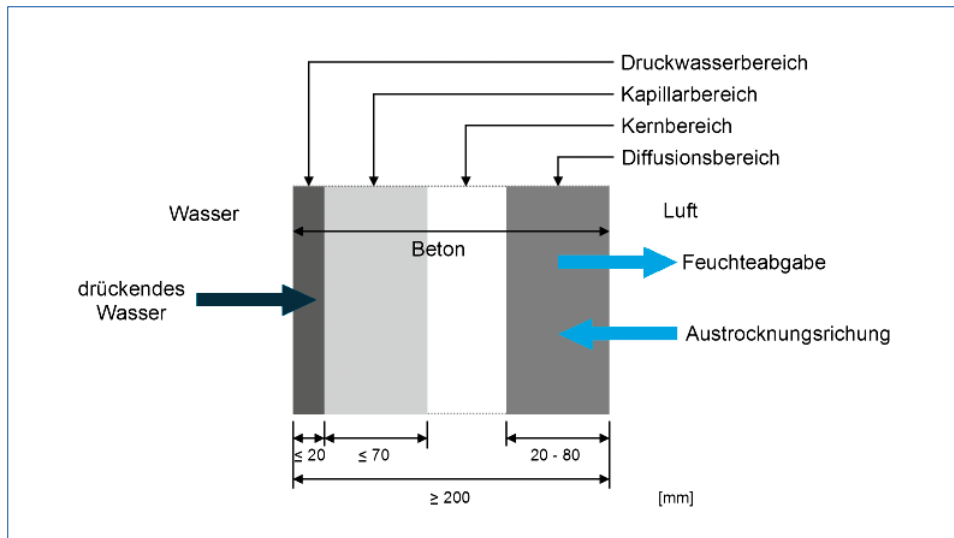 Druckwasserbereich
Kapillarbereich
Kernbereich
Diffusionsbereich
Wasser
Luft
Beton
Feuchteabgabe
drückendes
Wasser
Austrocknungsrichung
≤ 20
≤ 70
20 - 80
≥ 200
[mm]